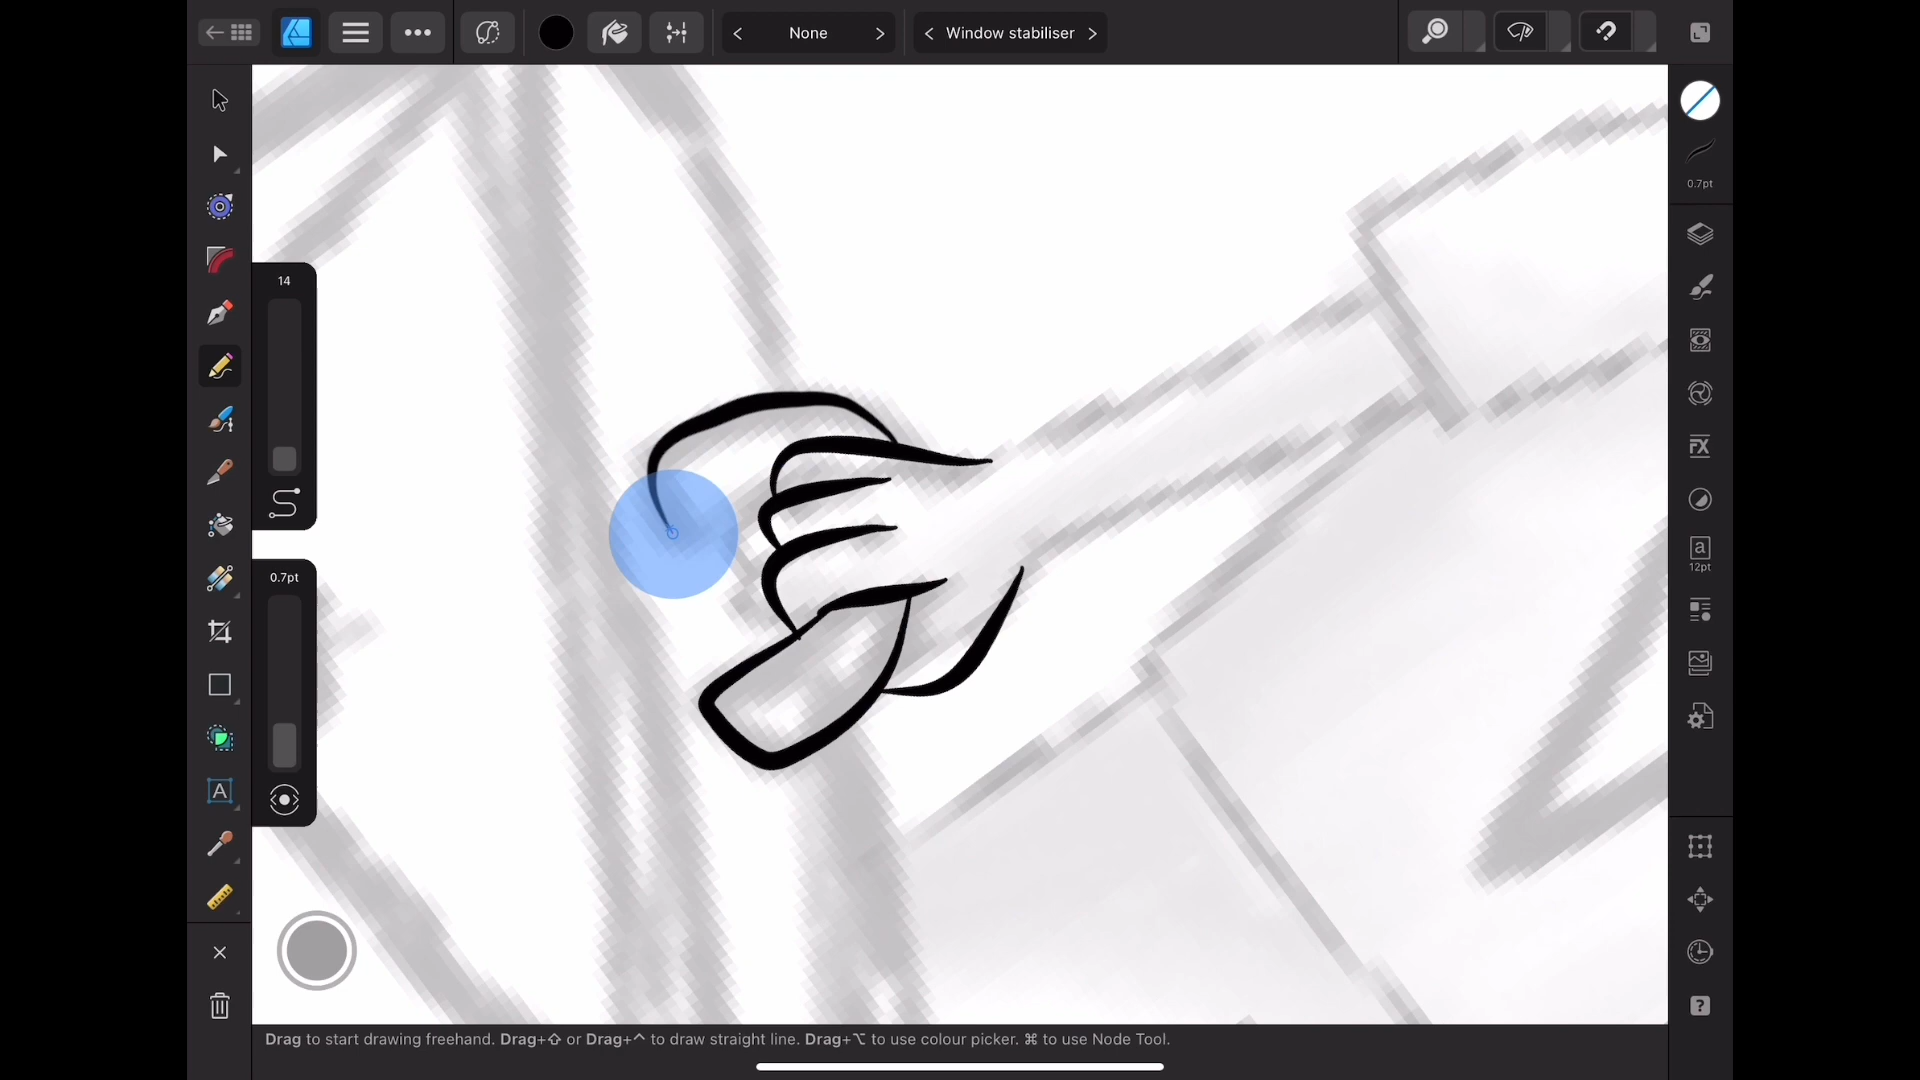 None
Window stabiliser
0.7pt
14
0.7pt
FX
a
12pt
A
?
Drag to start drawing freehand. Drag+⇧ or Drag+^ to draw straight line. Drag+⌥ to use colour picker. ⌘ to use Node Tool.